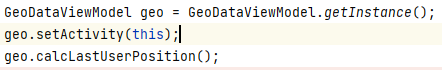 GeoDataViewModel geo = GeoDataViewModel.getInstance();
geo.setActivity(this);
geo.calcLastUserPosition();